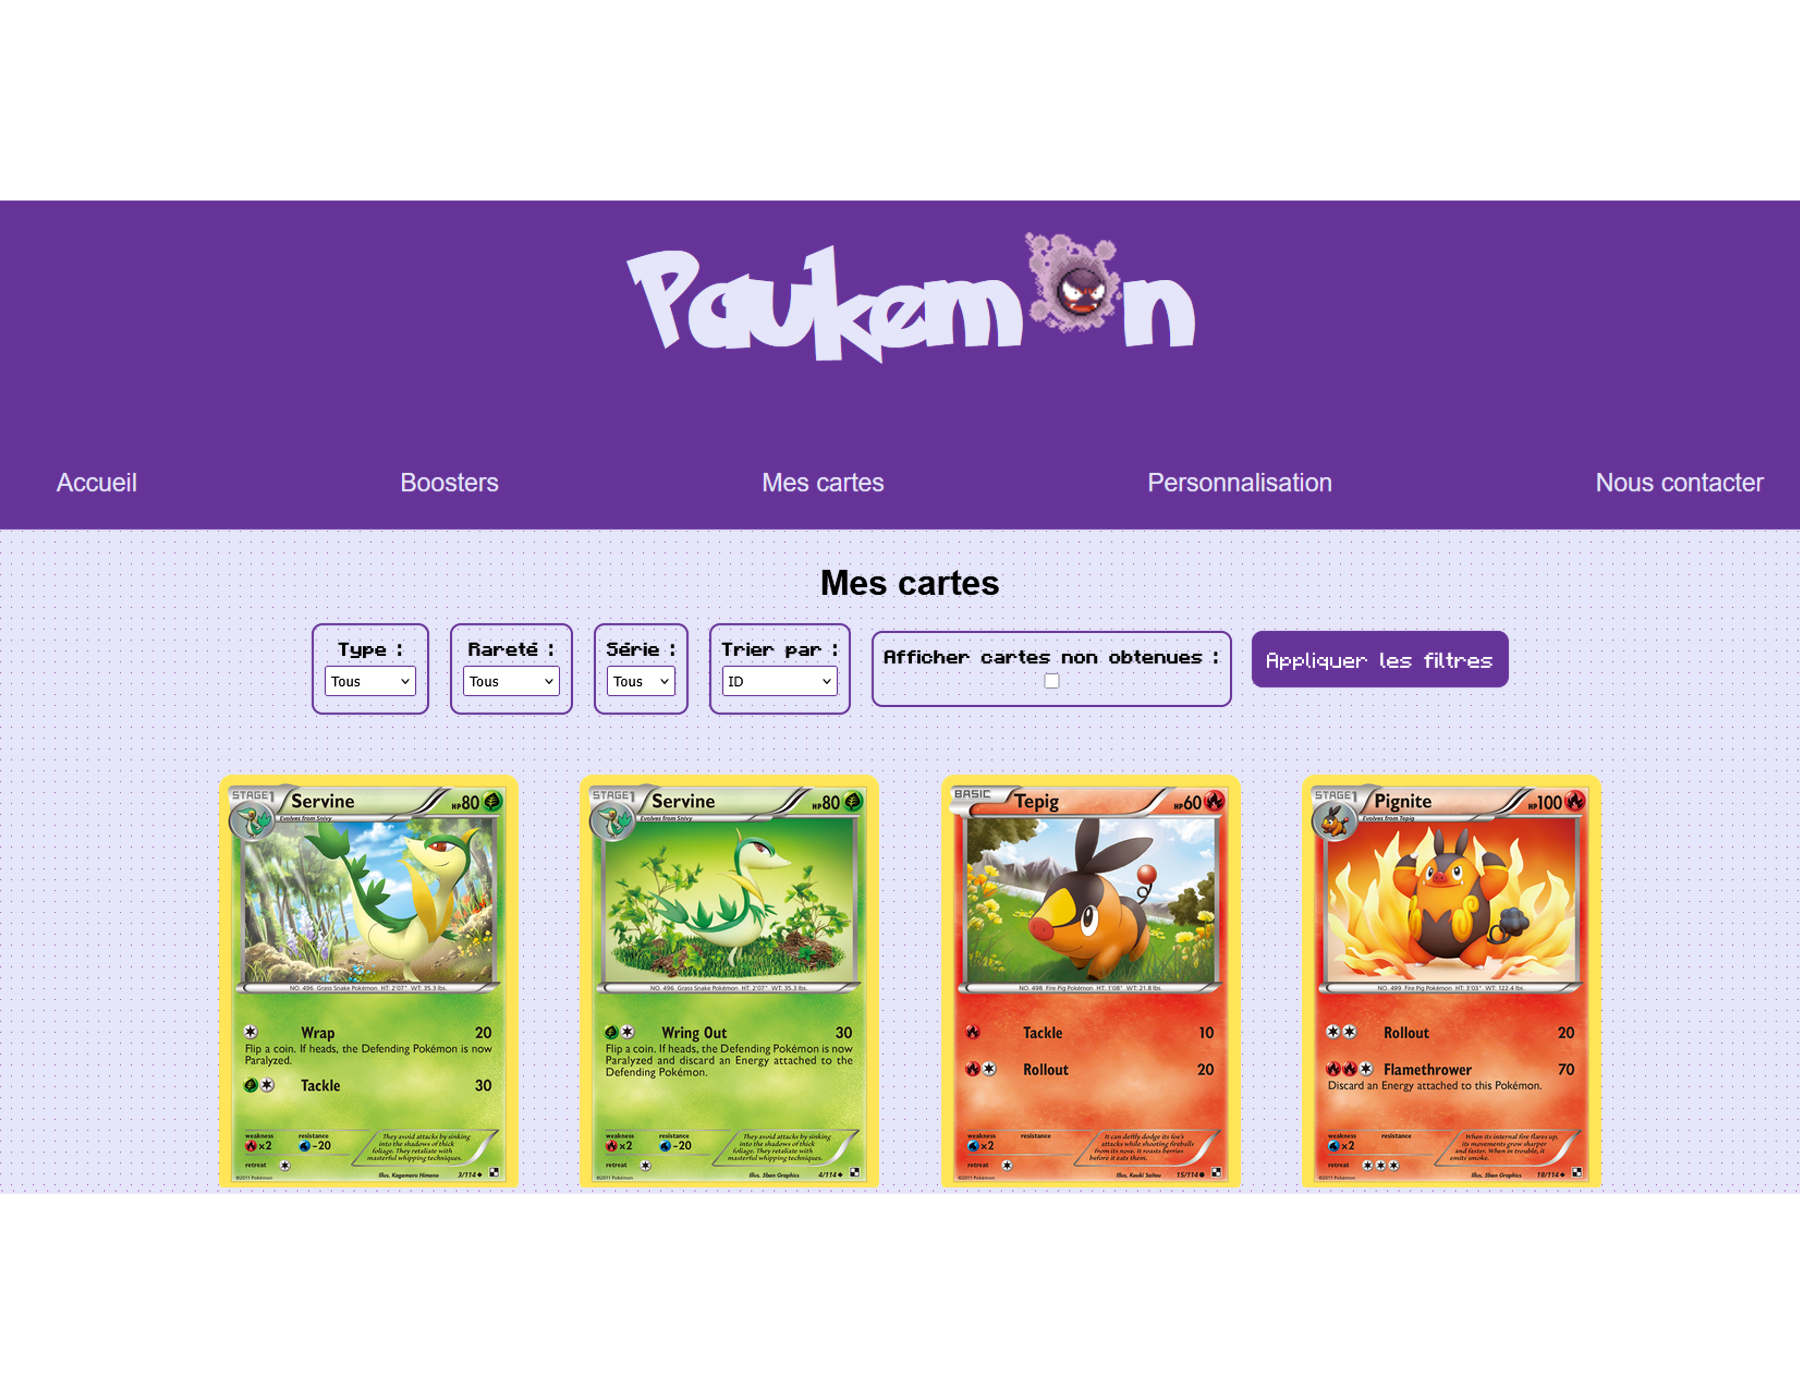 Paukemon
Accueil
Boosters
Mes cartes
Personnalisation
Nous contacter
Mes cartes
Type :
Tous
Rareté :
Tous
Série :
Tous
Trier par :
ID
Afficher cartes non obtenues :
Appliquer les filtres
STAGE1
Servine
HP80
Evolves from Snivy
NO. 496 Grass Snake Pokémon HT: 2'07" WT: 35.3 lbs.
Wrap 20
Flip a coin. If heads, the Defending Pokémon is now
Paralyzed.
Tackle 30
weakness
×2
resistance
-20
retreat
They avoid attacks by sinking
into the shadows of thick
foliage. They retaliate with
masterful whipping techniques.
©2011 Pokémon
Illus. Kagemaru Himeno
3/114
STAGE1
Servine
HP80
Evolves from Snivy
NO. 496 Grass Snake Pokémon HT: 2'07" WT: 35.3 lbs.
Wring Out 30
Flip a coin. If heads, the Defending Pokémon is now
Paralyzed and discard an Energy attached to the
Defending Pokémon.
weakness
×2
resistance
-20
retreat
They avoid attacks by sinking
into the shadows of thick
foliage. They retaliate with
masterful whipping techniques.
©2011 Pokémon
Illus. 5ban Graphics
4/114
BASIC
Tepig
HP60
NO. 498 Fire Pig Pokémon HT: 1'08" WT: 21.8 lbs.
Tackle 10
Rollout 20
weakness
×2
resistance
retreat
It can deftly dodge its foe's
attacks while shooting fireballs
from its nose. It roasts berries
before it eats them.
©2011 Pokémon
Illus. Kouki Saitou
15/114
STAGE1
Pignite
HP100
Evolves from Tepig
NO. 499 Fire Pig Pokémon HT: 3'03" WT: 122.4 lbs.
Rollout 20
Flamethrower 70
Discard an Energy attached to this Pokémon.
weakness
×2
resistance
retreat
When its internal fire flares up,
its movements grow sharper
and faster. When in trouble, it
emits smoke.
©2011 Pokémon
Illus. 5ban Graphics
18/114